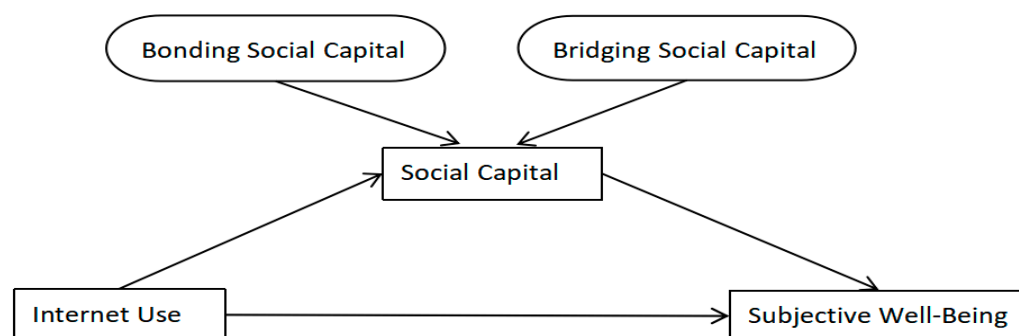 Bonding Social Capital
Bridging Social Capital
Social Capital
Internet Use
Subjective Well-Being